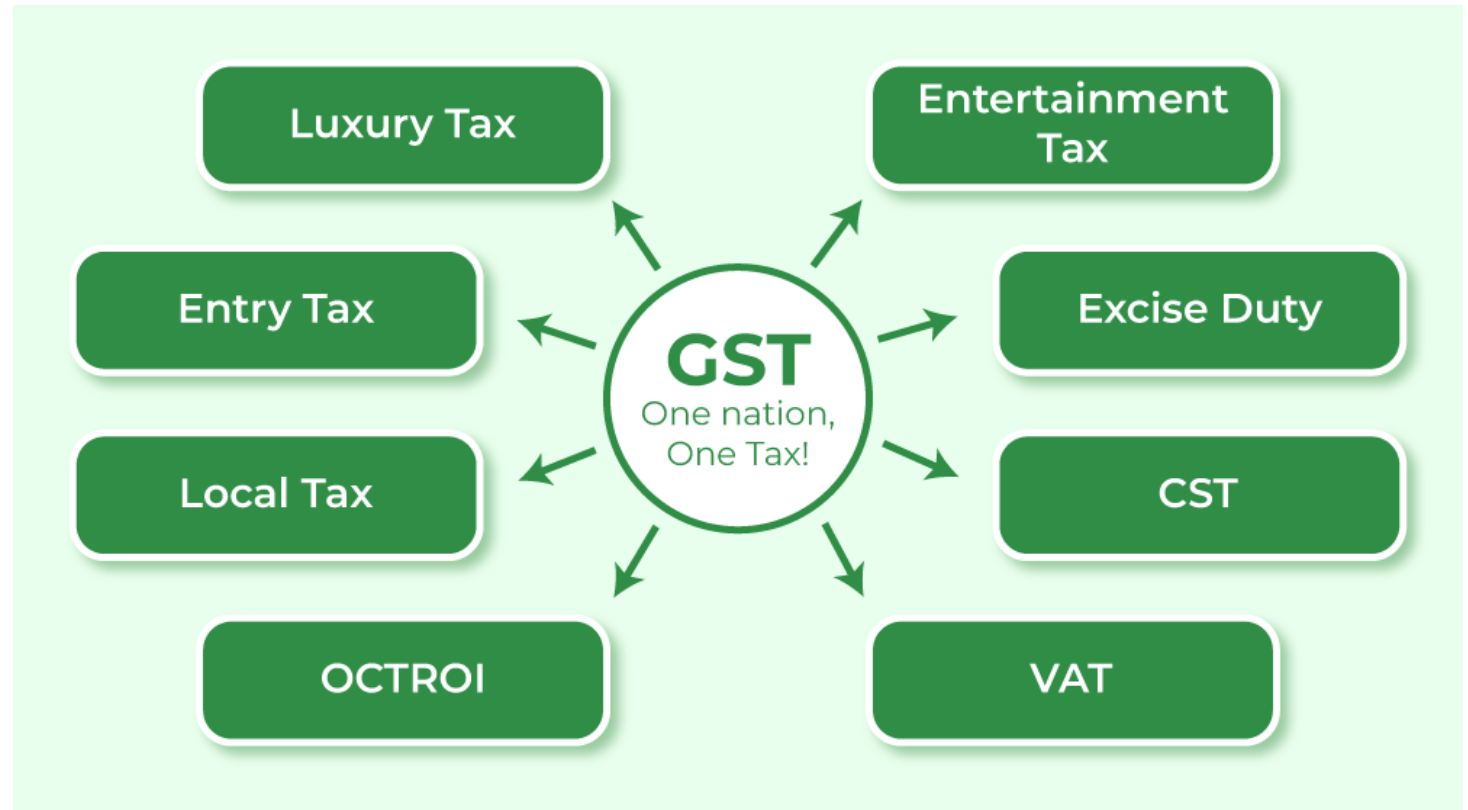 Luxury Tax
Entertainment
Tax
Entry Tax
Excise Duty
GST
One nation,
One Tax!
Local Tax
CST
OCTROI
VAT